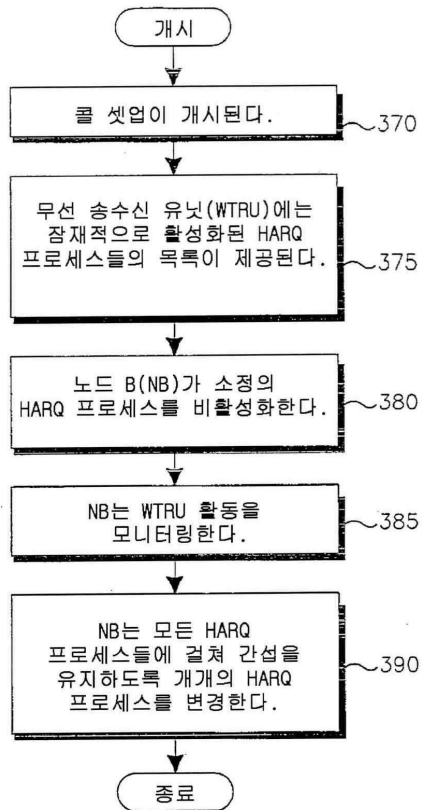 개시
콜 셋업이 개시된다.
370
무선 송수신 유닛(WTRU)에는
잠재적으로 활성화된 HARQ
프로세스들의 목록이 제공된다.
375
노드 B(NB)가 소정의
HARQ 프로세스를 비활성화한다.
380
NB는 WTRU 활동을
모니터링한다.
385
NB는 모든 HARQ
프로세스들에 걸쳐 간섭을
유지하도록 개개의 HARQ
프로세스를 변경한다.
390
종료